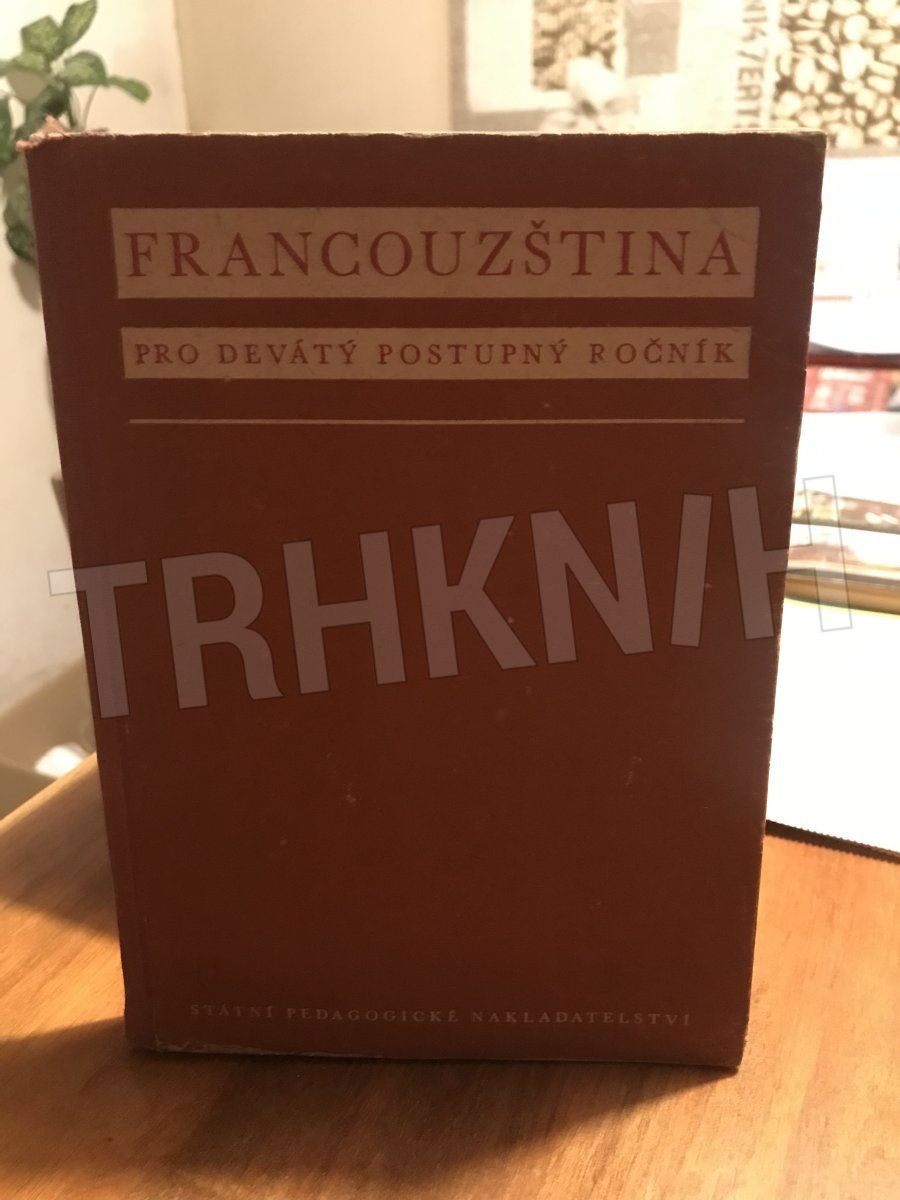 FRANCOUZŠTINA
PRO DEVÁTÝ POSTUPNÝ ROČNÍK
TRHKNIH
STÁTNÍ PEDAGOGICKÉ NAKLADATELSTVÍ